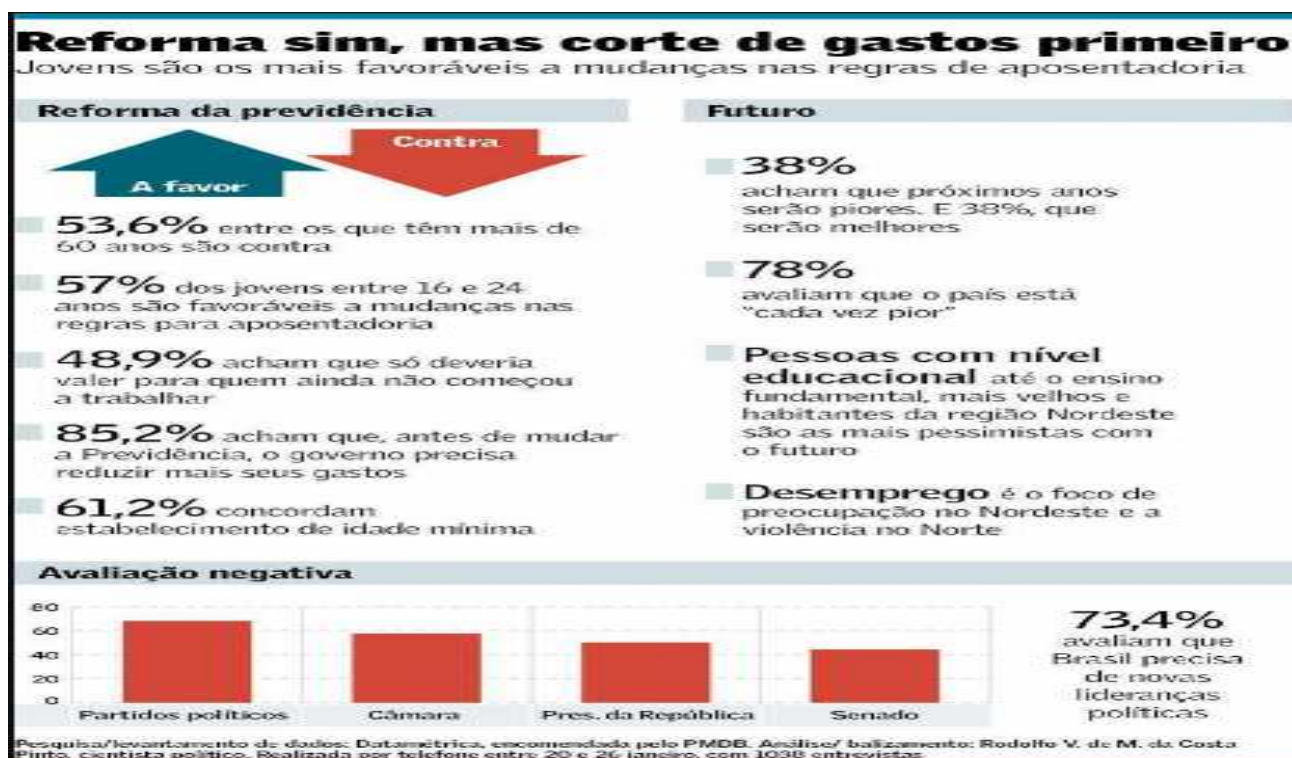 Reforma sim, mas corte de gastos primeiro
Jovens são os mais favoráveis a mudanças nas regras de aposentadoria
Reforma da previdência
A favor
Contra
53,6% entre os que têm mais de
60 anos são contra
57% dos jovens entre 16 e 24
anos são favoráveis a mudanças nas
regras para aposentadoria
48,9% acham que só deveria
valer para quem ainda não começou
a trabalhar
85,2% acham que, antes de mudar
a Previdência, o governo precisa
reduzir mais seus gastos
61,2% concordam
estabelecimento de idade mínima
Futuro
38%
acham que próximos anos
serão piores. E 38%, que
serão melhores
78%
avaliam que o país está
"cada vez pior"
Pessoas com nível
educacional até o ensino
fundamental, mais velhos e
habitantes da região Nordeste
são as mais pessimistas com
o futuro
Desemprego é o foco de
preocupação no Nordeste e a
violência no Norte
Avaliação negativa
80
60
40
20
0
Partidos políticos
Câmara
Pres. da República
Senado
73,4%
avaliam que
Brasil precisa
de novas
lideranças
políticas
Pesquisa/levantamento de dados: Datamétrica, encomendada pelo PMDB. Análise/ balizamento: Rodolfo V. de M. da Costa
Pinto, cientista político. Realizada por telefone entre 20 e 26 janeiro, com 1038 entrevistas